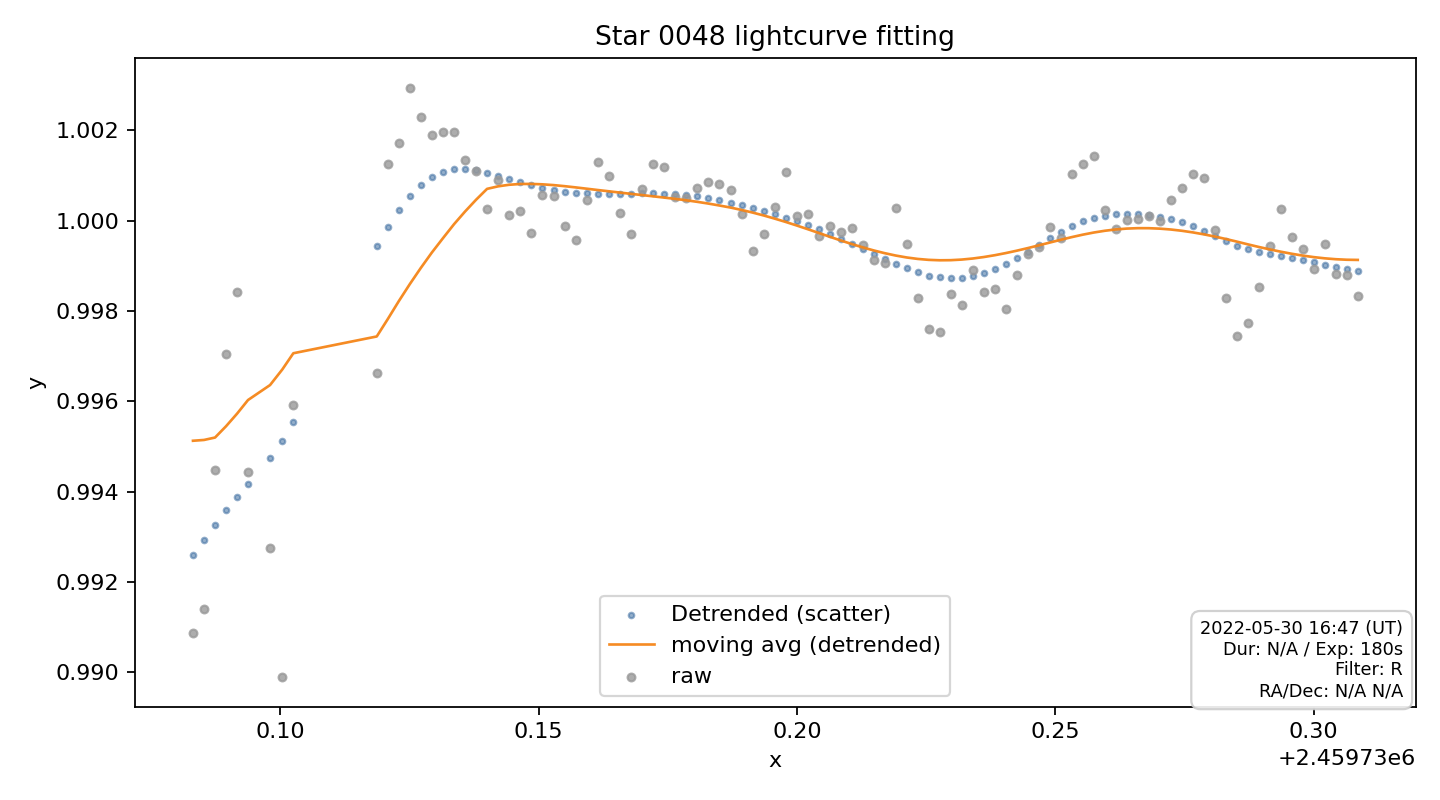 Star 0048 lightcurve fitting
y
1.002
1.000
0.998
0.996
0.994
0.992
0.990
Detrended (scatter)
moving avg (detrended)
raw
2022-05-30 16:47 (UT)
Dur: N/A / Exp: 180s
Filter: R
RA/Dec: N/A N/A
0.10 0.15 0.20 0.25 0.30
x
+2.45973e6